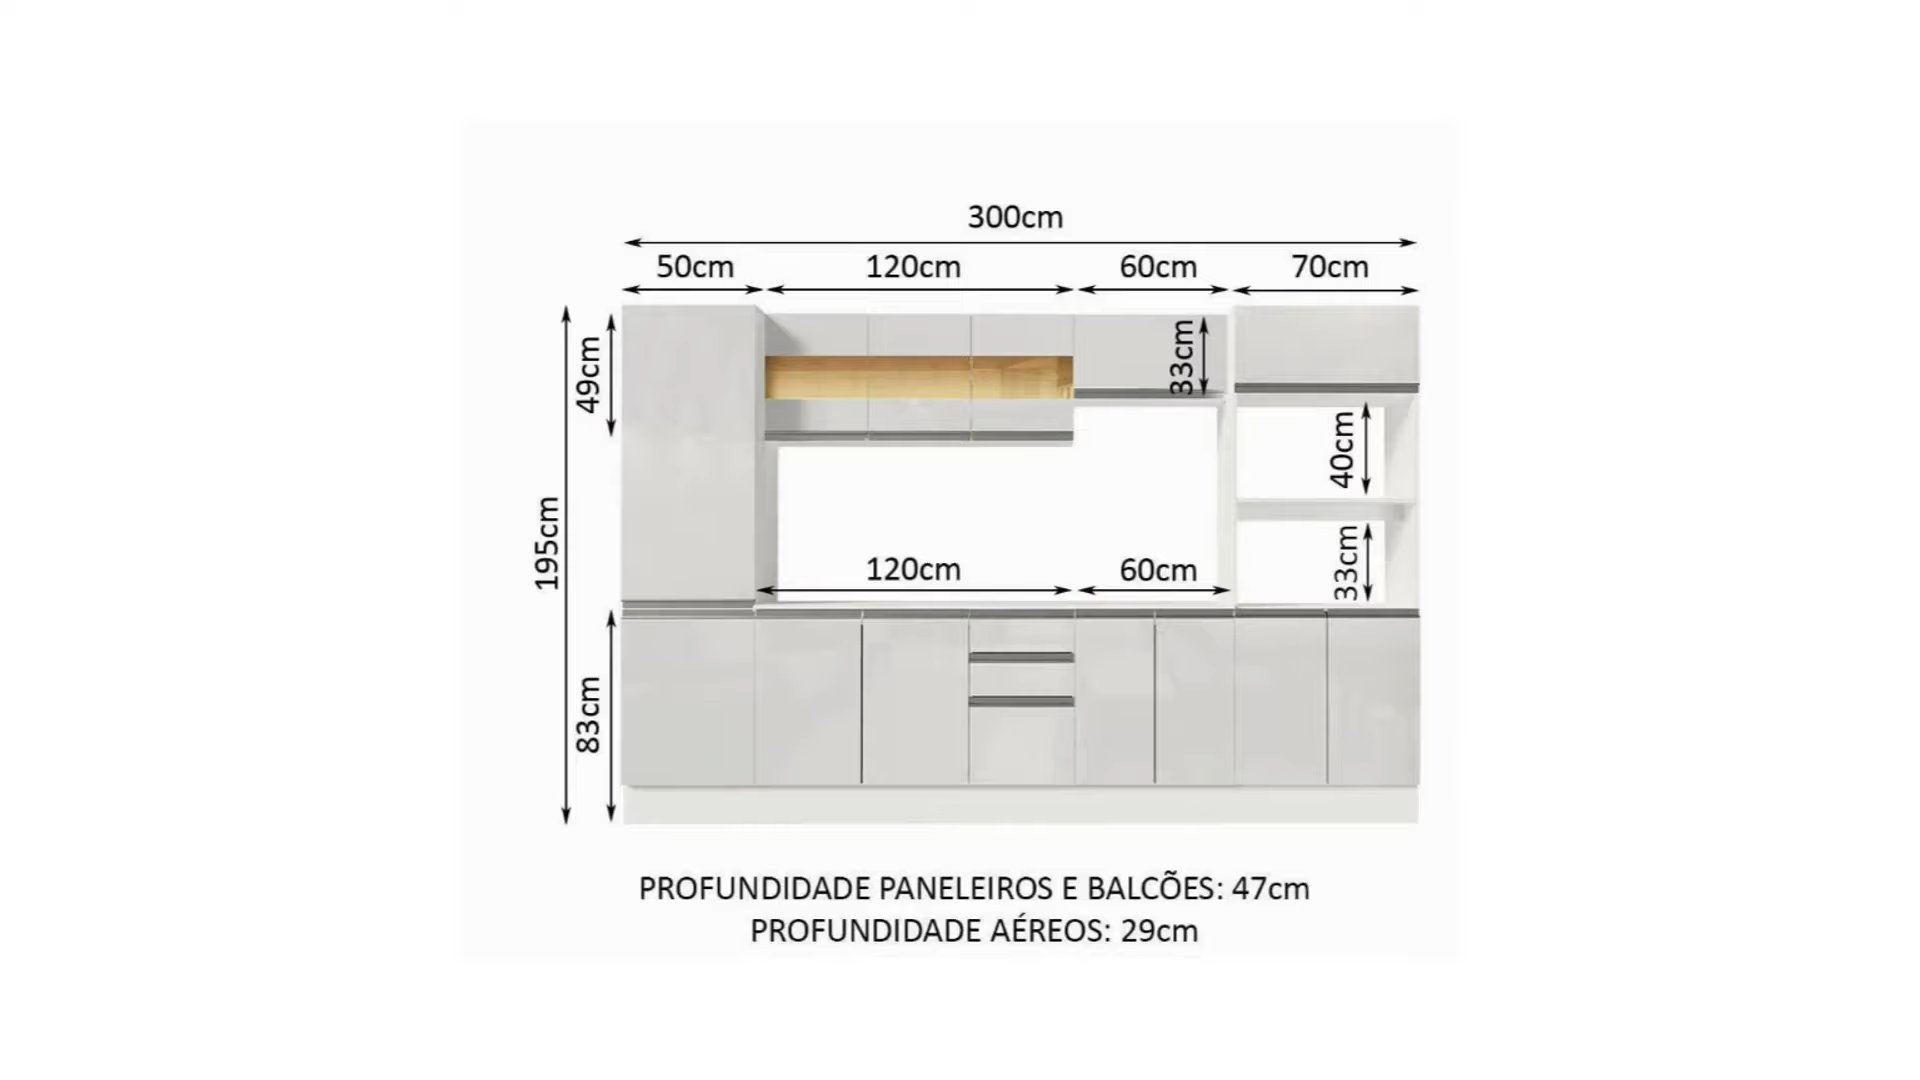 300cm
50cm 120cm 60cm 70cm
49cm
33cm
40cm
195cm
120cm 60cm
33cm
83cm
PROFUNDIDADE PANELEIROS E BALCÕES: 47cm
PROFUNDIDADE AÉREOS: 29cm